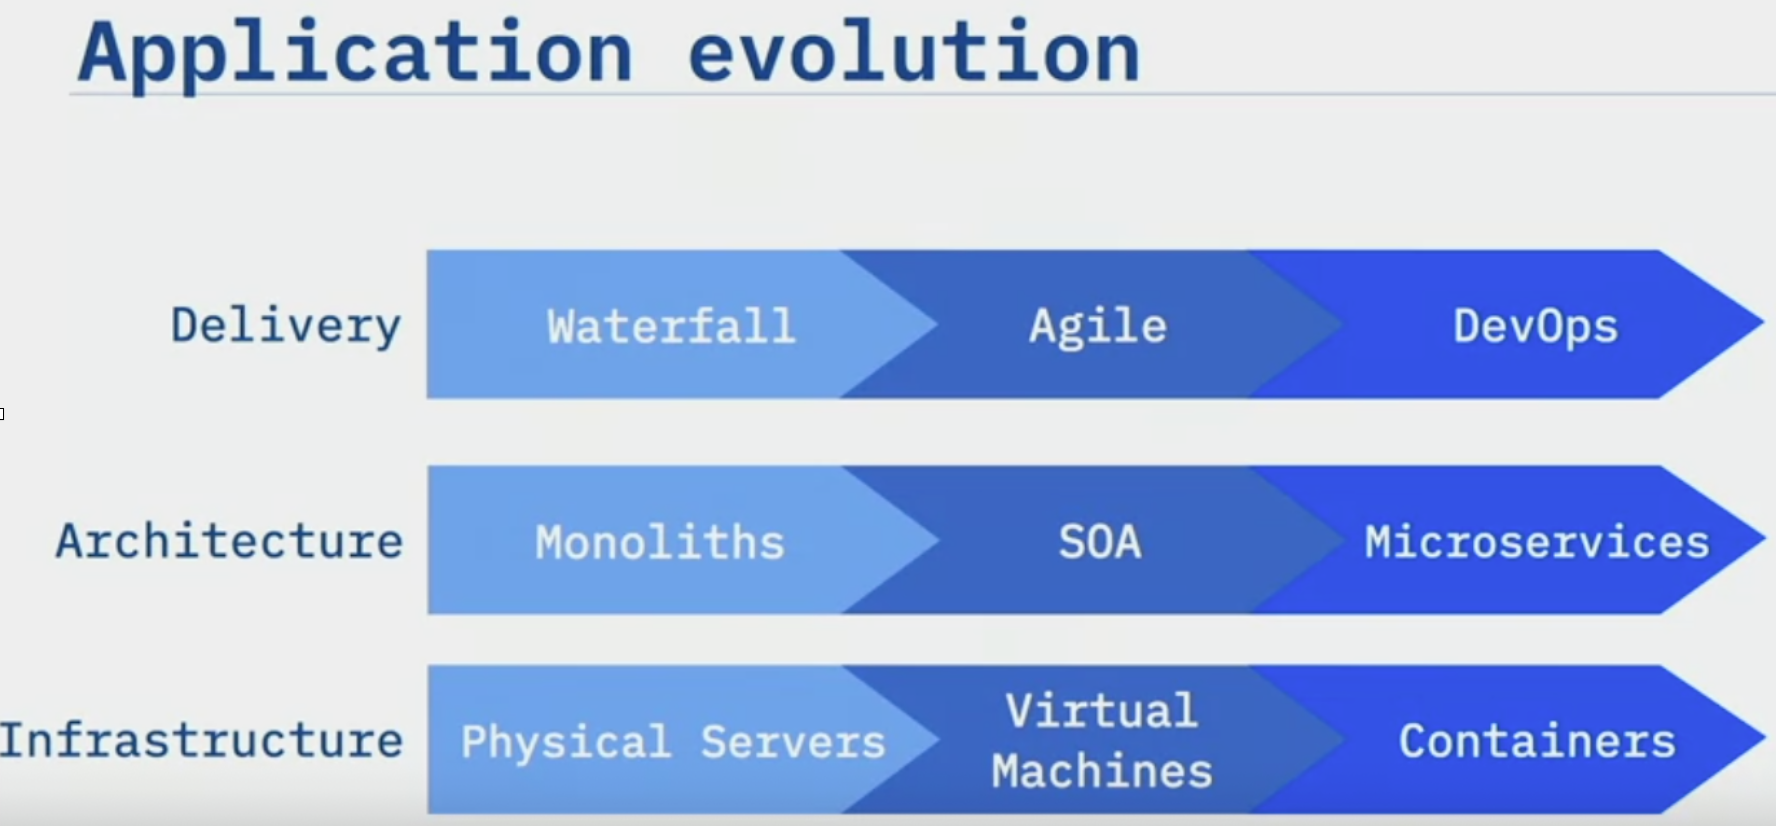 Application evolution
Delivery
Waterfall
Agile
DevOps
Architecture
Monoliths
SOA
Microservices
Infrastructure
Physical Servers
Virtual
Machines
Containers